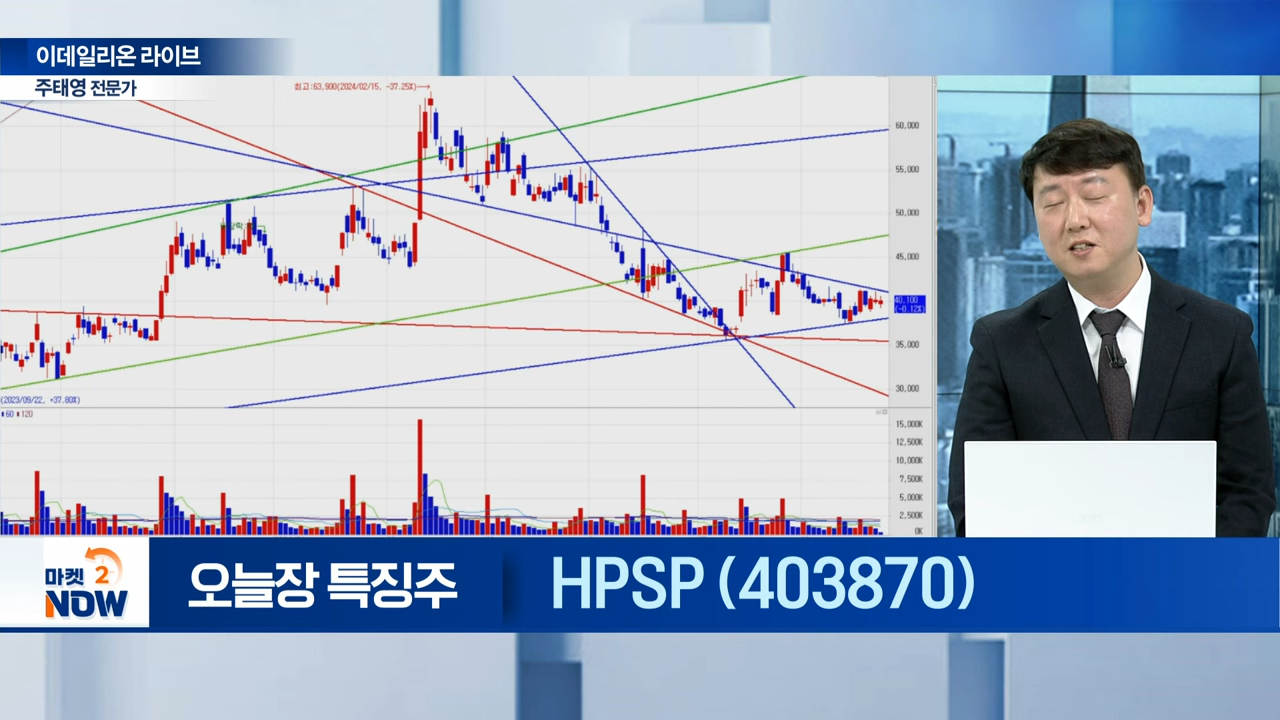 이데일리온 라이브
주태영 전문가
최고:63,900(2024/02/15, -37.25%)→
60,000
55,000
50,000
45,000
40,100
(-0.12%)
35,000
30,000
(2023/09/22, +37.80%)
60 120
15,000K
12,500K
10,000K
7,500K
5,000K
2,500K
0K
마켓 2
NOW
오늘장 특징주
HPSP (403870)